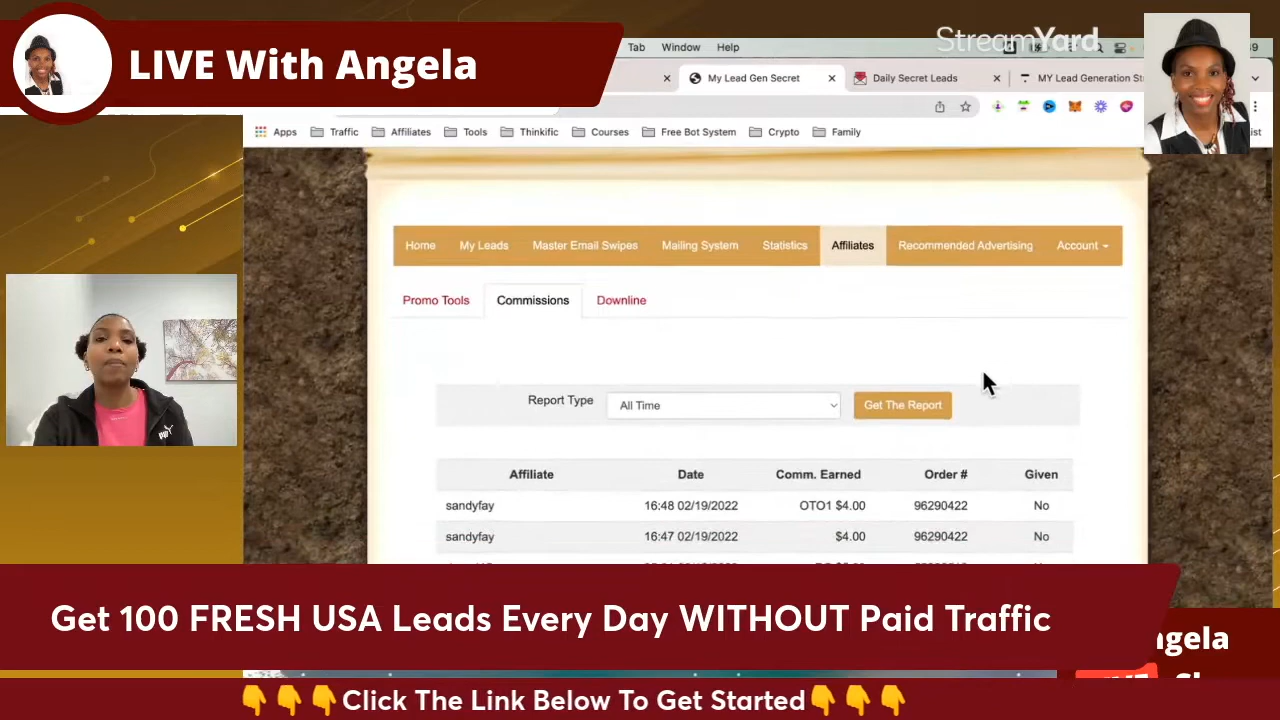 LIVE With Angela
StreamYard
Tab Window Help
My Lead Gen Secret
Daily Secret Leads
MY Lead Generation
Apps Traffic Affiliates Tools Thinkific Courses Free Bot System Crypto Family
Home My Leads Master Email Swipes Mailing System Statistics Affiliates Recommended Advertising Account
Promo Tools Commissions Downline
Report Type All Time Get The Report
Affiliate Date Comm. Earned Order # Given
sandyfay 16:48 02/19/2022 OTO1 $4.00 96290422 No
sandyfay 16:47 02/19/2022 $4.00 96290422 No
Get 100 FRESH USA Leads Every Day WITHOUT Paid Traffic
👇👇👇Click The Link Below To Get Started👇👇👇